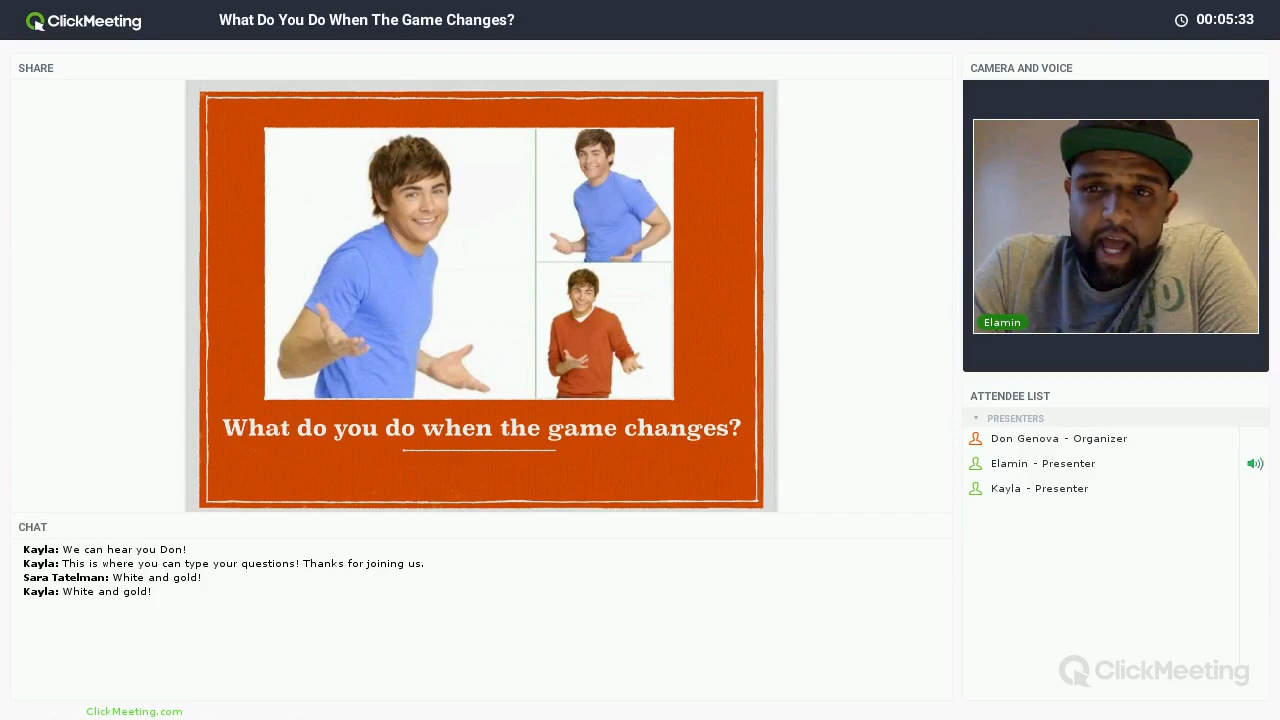 ClickMeeting
What Do You Do When The Game Changes?
00:05:33
SHARE
What do you do when the game changes?
CAMERA AND VOICE
Elamin
ATTENDEE LIST
PRESENTERS
Don Genova - Organizer
Elamin - Presenter
Kayla - Presenter
CHAT
Kayla: We can hear you Don!
Kayla: This is where you can type your questions! Thanks for joining us.
Sara Tatelman: White and gold!
Kayla: White and gold!
ClickMeeting
ClickMeeting.com